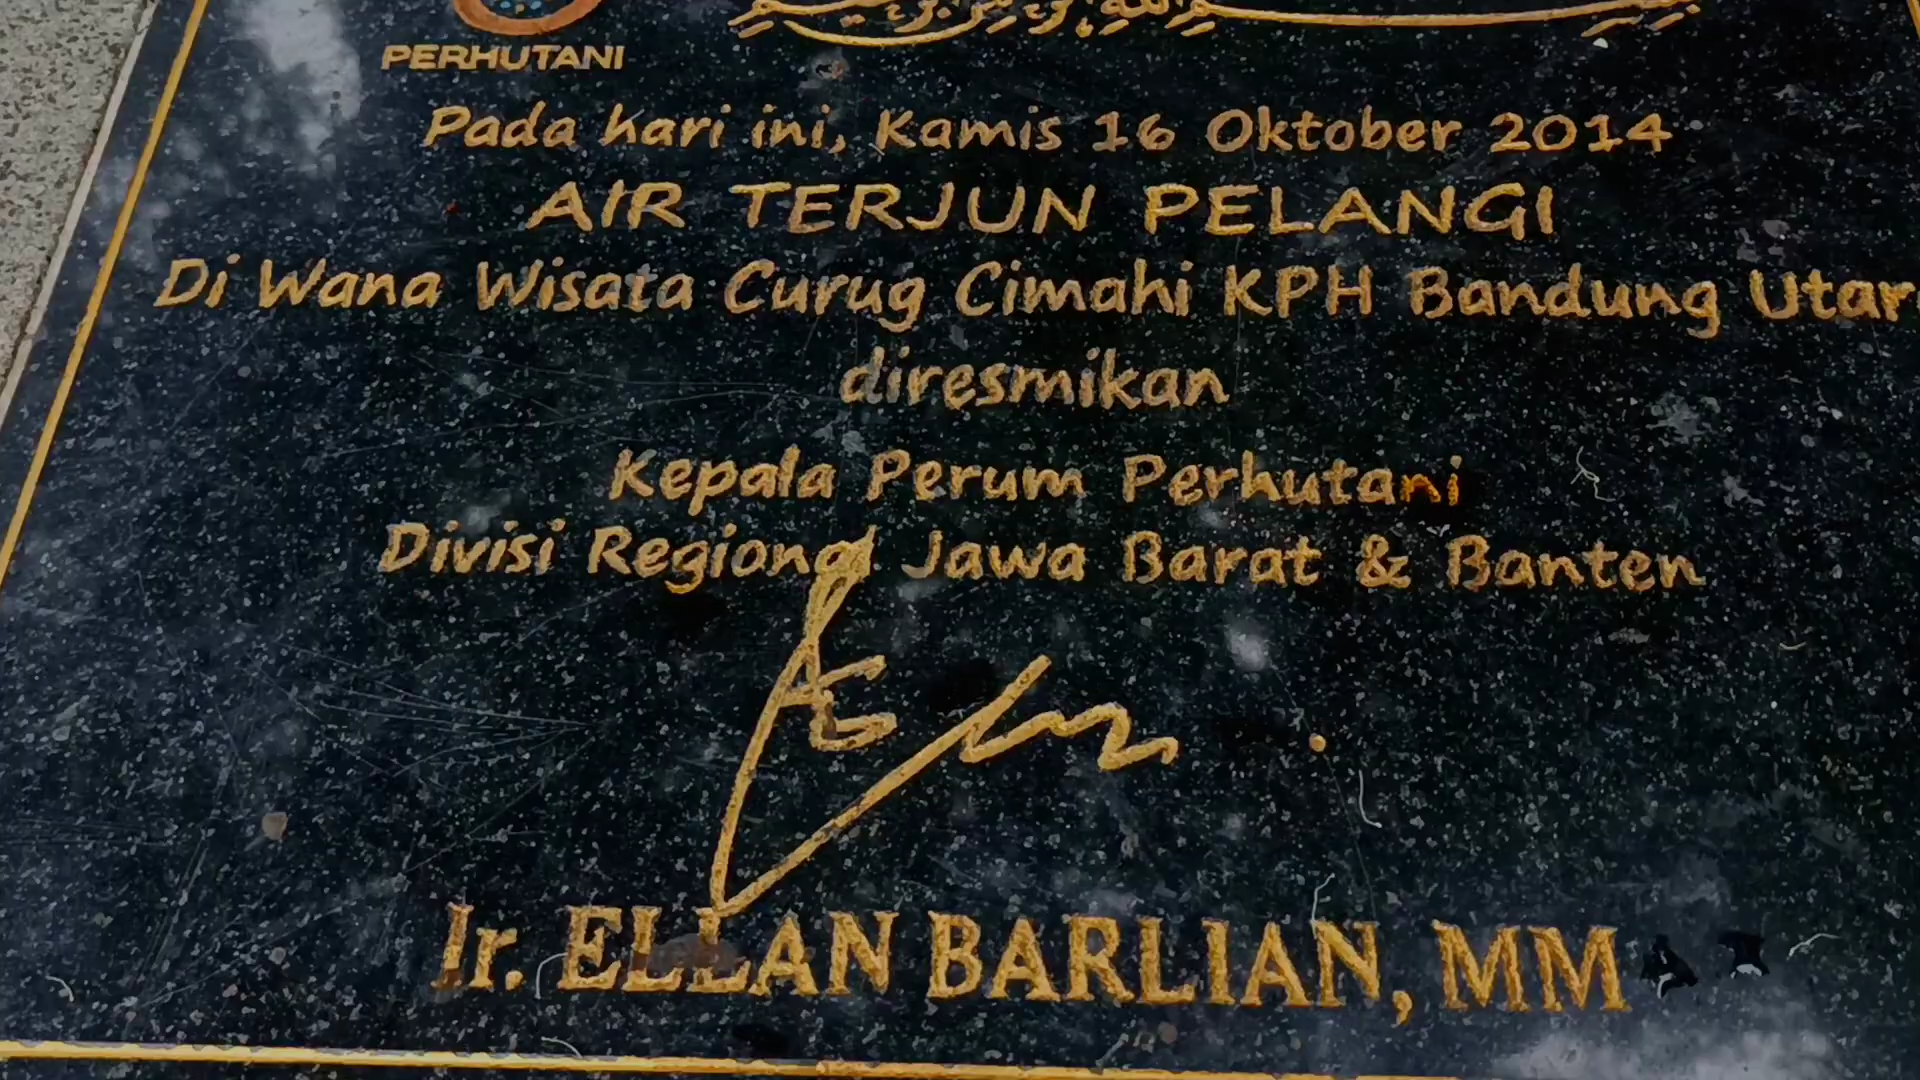 PERHUTANI
Pada hari ini, Kamis 16 Oktober 2014
AIR TERJUN PELANGI
Di Wana Wisata Curug Cimahi KPH Bandung Utar
diresmikan
Kepala Perum Perhutani
Divisi Regional Jawa Barat & Banten
Ir. ELLAN BARLIAN, MM